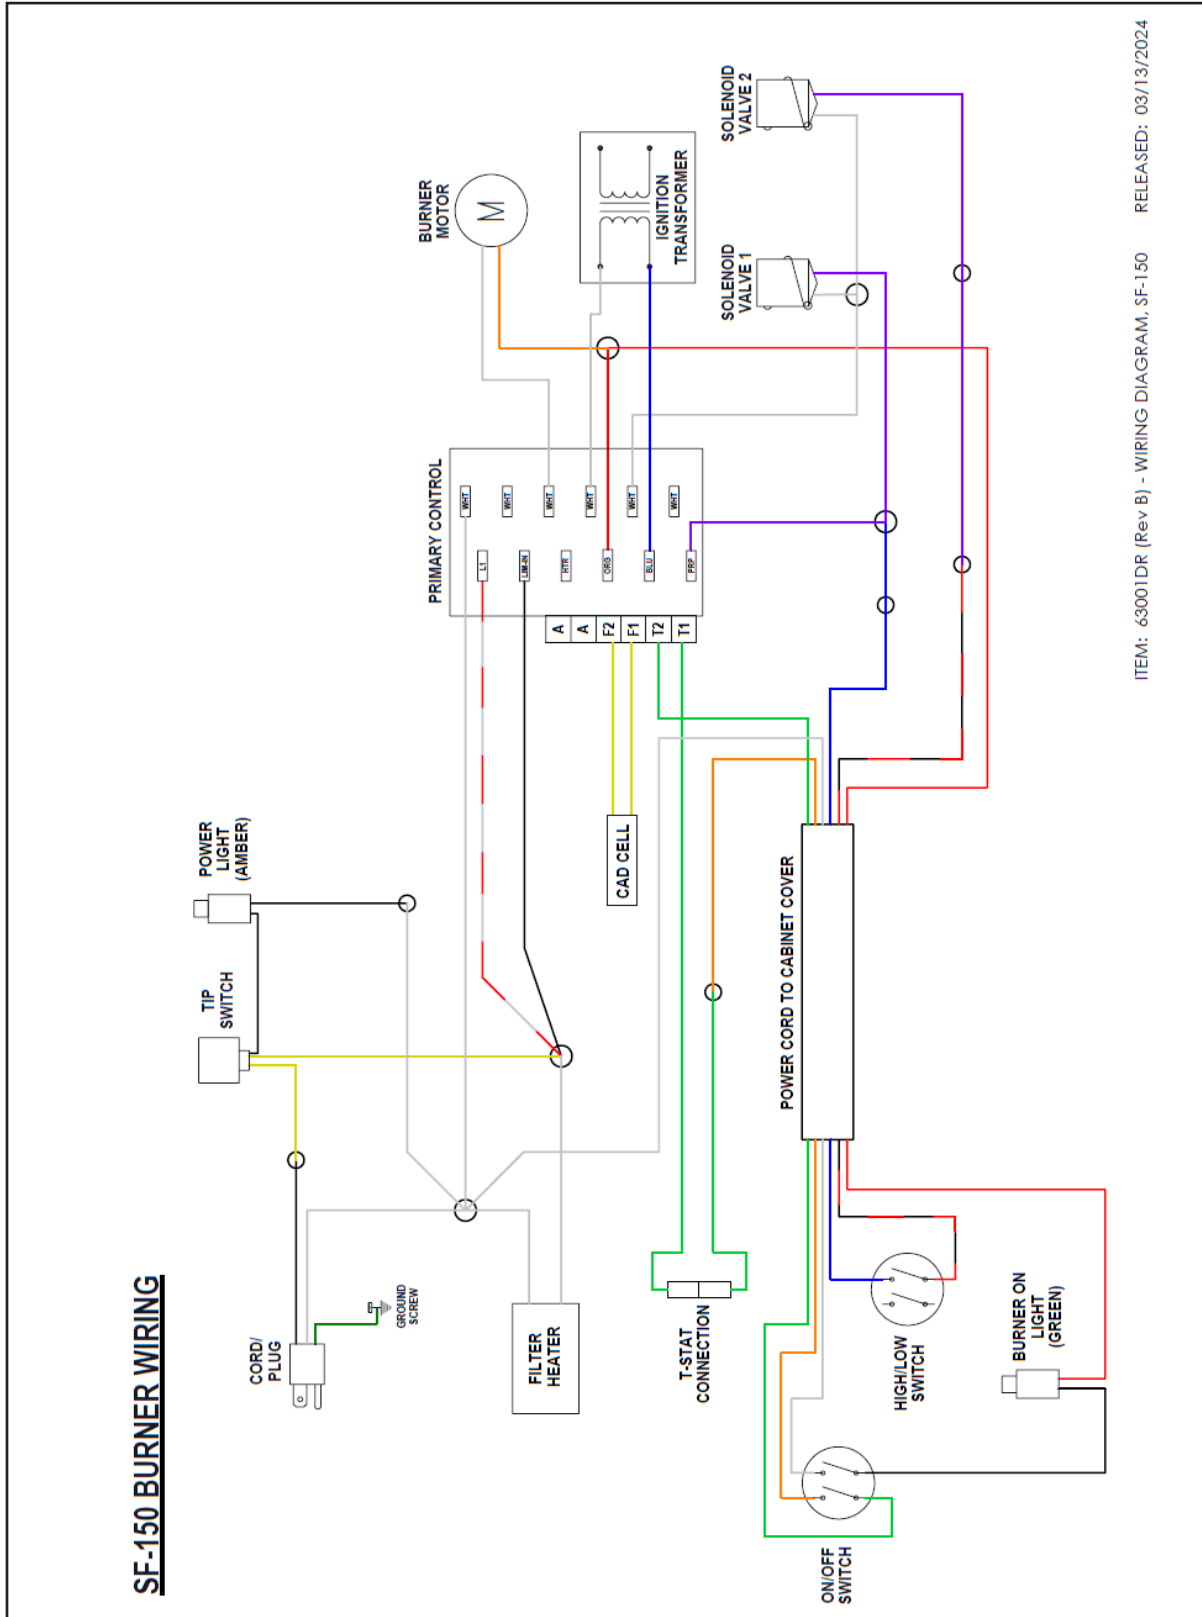 SF-150 BURNER WIRING
CORD/
PLUG
GROUND
SCREW
TIP
SWITCH
POWER
LIGHT
(AMBER)
FILTER
HEATER
PRIMARY CONTROL
WHT
WHT
WHT
WHT
WHT
WHT
L1
LIM-IN
HTR
ORG
BLU
PRP
A
A
F2
F1
T2
T1
CAD CELL
BURNER
MOTOR
M
IGNITION
TRANSFORMER
SOLENOID
VALVE 1
SOLENOID
VALVE 2
T-STAT
CONNECTION
POWER CORD TO CABINET COVER
ON/OFF
SWITCH
HIGH/LOW
SWITCH
BURNER ON
LIGHT
(GREEN)
ITEM: 63001DR (Rev B) - WIRING DIAGRAM, SF-150 RELEASED: 03/13/2024